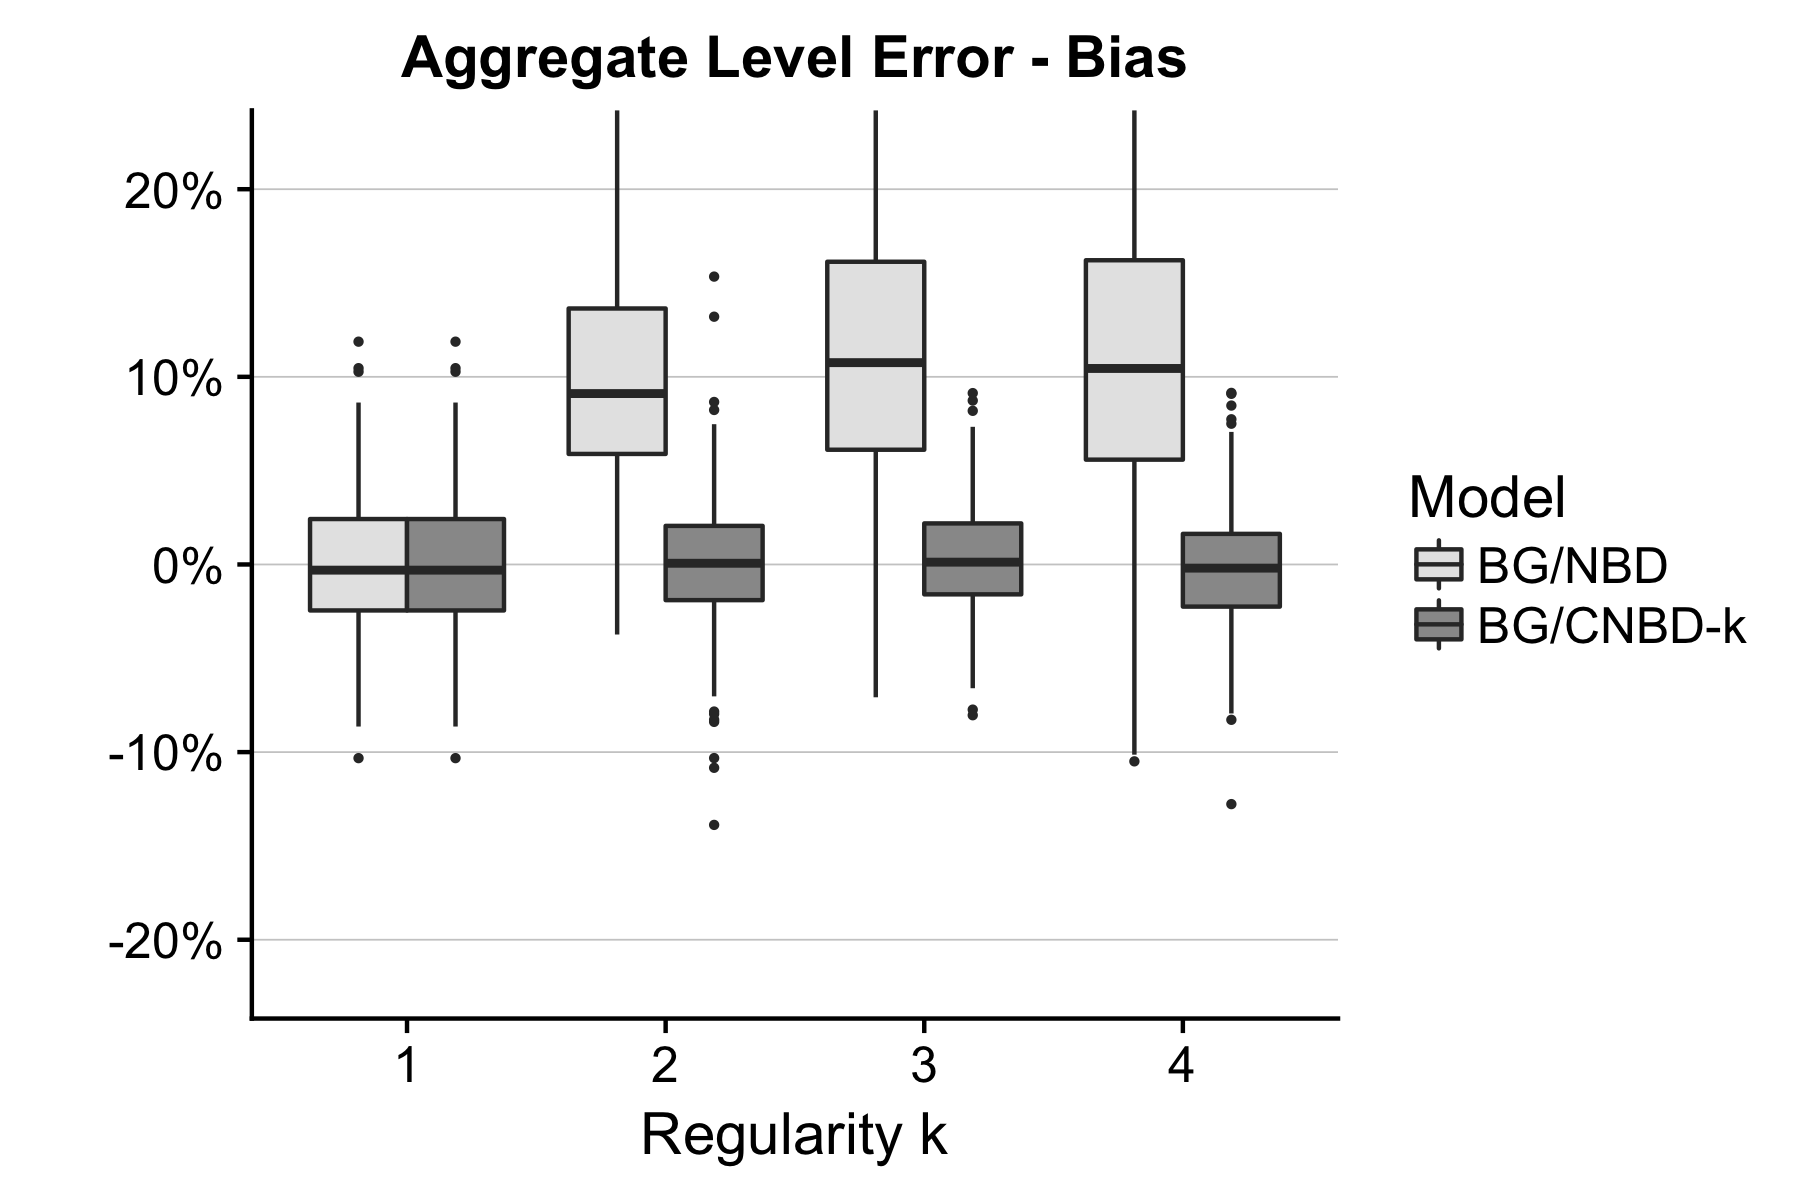 Aggregate Level Error - Bias
20%
10%
0%
-10%
-20%
1 2 3 4
Regularity k
Model
BG/NBD
BG/CNBD-k